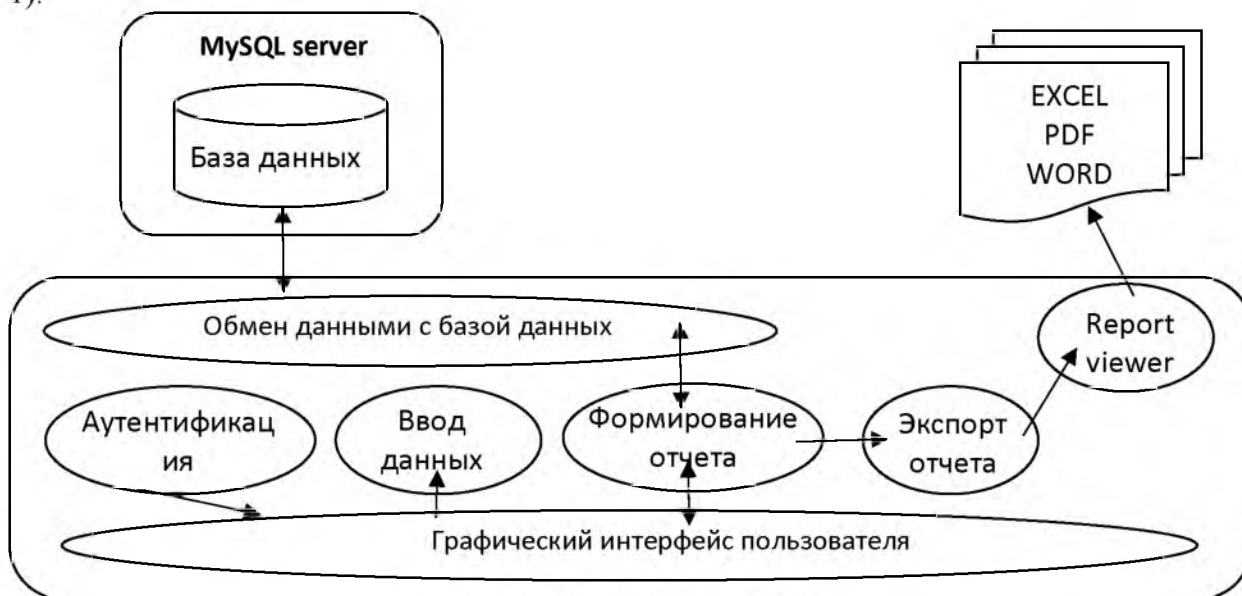 1).
MySQL server
База данных
EXCEL
PDF
WORD
Обмен данными с базой данных
Report
viewer
Аутентификац
ия
Ввод
данных
Формирование
отчета
Экспорт
отчета
Графический интерфейс пользователя